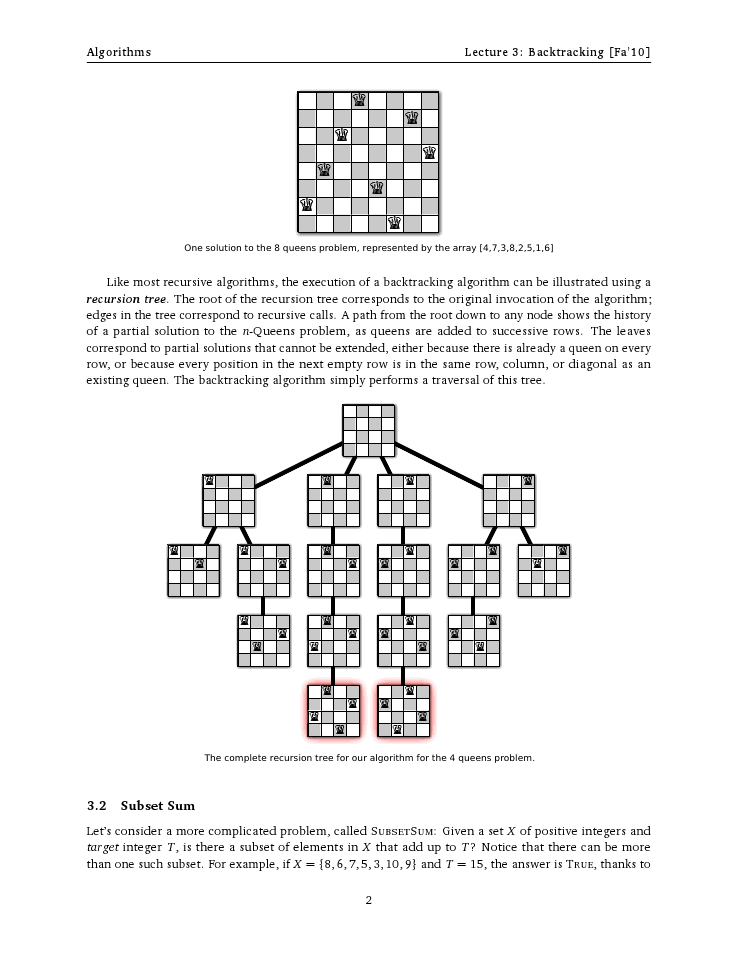 Algorithms Lecture 3: Backtracking [Fa’10]
One solution to the 8 queens problem, represented by the array [4,7,3,8,2,5,1,6]
Like most recursive algorithms, the execution of a backtracking algorithm can be illustrated using a
recursion tree. The root of the recursion tree corresponds to the original invocation of the algorithm;
edges in the tree correspond to recursive calls. A path from the root down to any node shows the history
of a partial solution to the n-Queens problem, as queens are added to successive rows. The leaves
correspond to partial solutions that cannot be extended, either because there is already a queen on every
row, or because every position in the next empty row is in the same row, column, or diagonal as an
existing queen. The backtracking algorithm simply performs a traversal of this tree.
The complete recursion tree for our algorithm for the 4 queens problem.
3.2 Subset Sum
Let’s consider a more complicated problem, called SUBSETSUM: Given a set X of positive integers and
target integer T, is there a subset of elements in X that add up to T? Notice that there can be more
than one such subset. For example, if X = {8, 6, 7, 5, 3, 10, 9} and T = 15, the answer is TRUE, thanks to
2